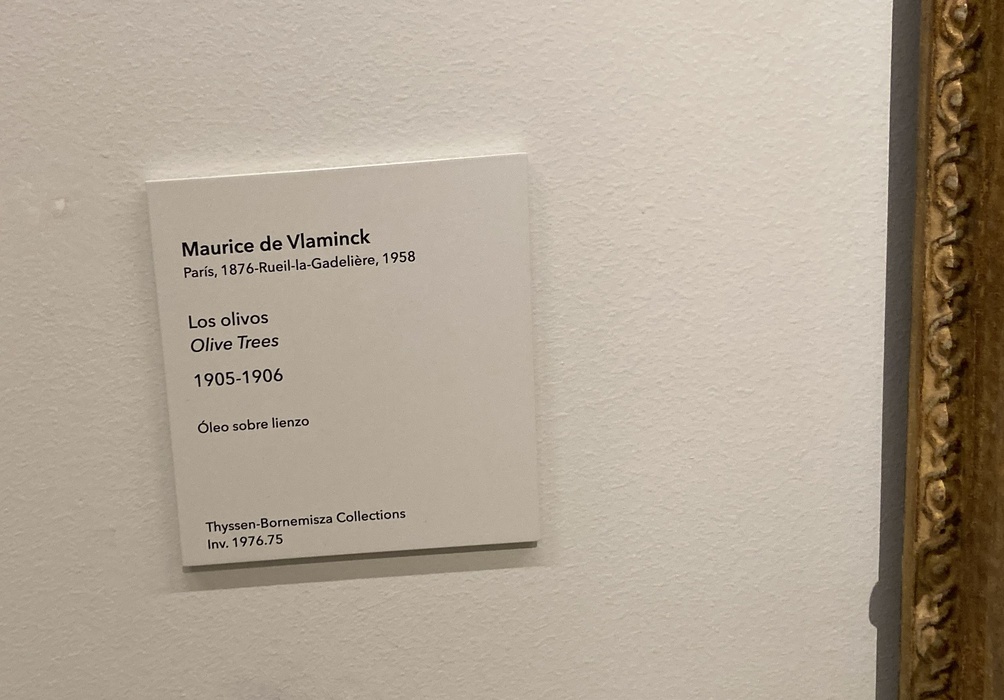 Maurice de Vlaminck
París, 1876-Rueil-la-Gadelière, 1958
Los olivos
Olive Trees
1905-1906
Óleo sobre lienzo
Thyssen-Bornemisza Collections
Inv. 1976.75